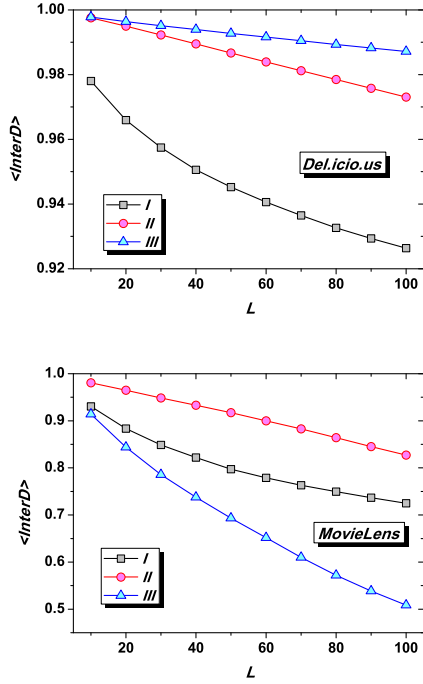 1.00
0.98
0.96
0.94
0.92
<InterD>
Del.icio.us
I
II
III
20 40 60 80 100
L
1.0
0.9
0.8
0.7
0.6
0.5
<InterD>
MovieLens
I
II
III
20 40 60 80 100
L